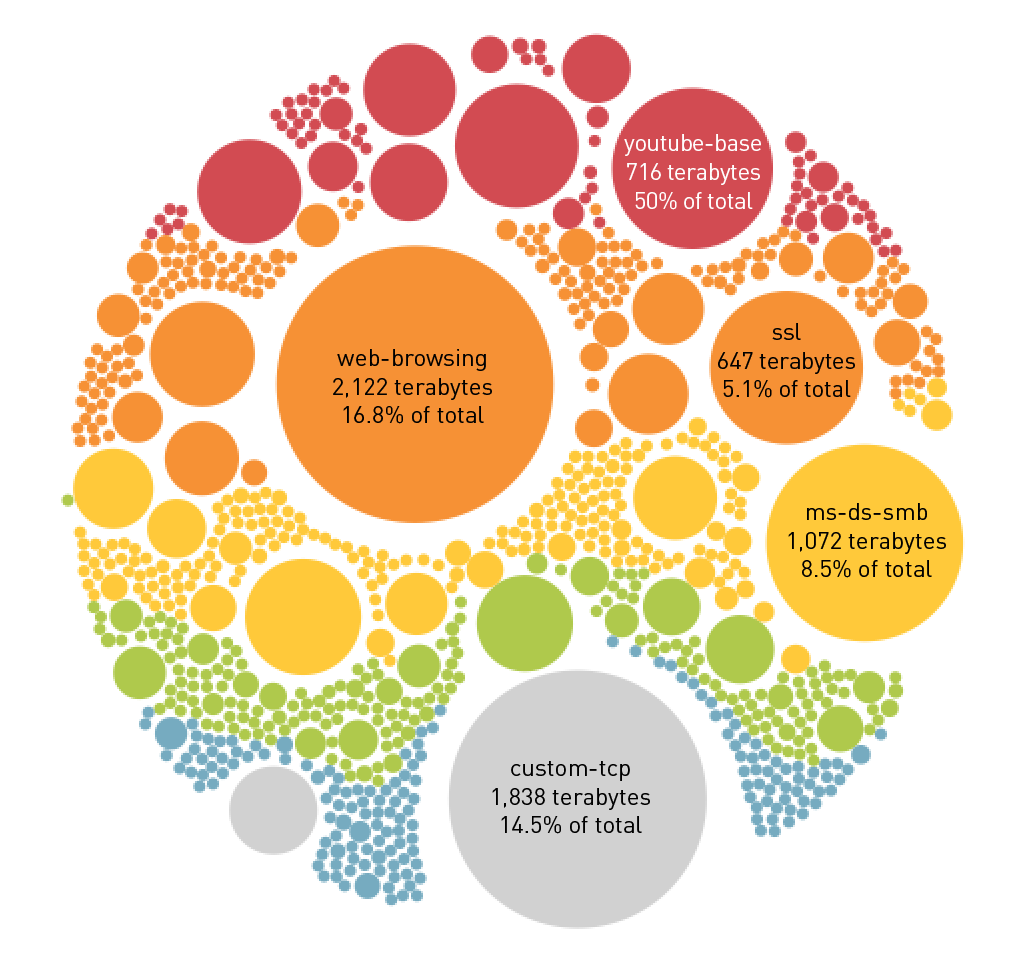 youtube-base
716 terabytes
50% of total
web-browsing
2,122 terabytes
16.8% of total
ssl
647 terabytes
5.1% of total
ms-ds-smb
1,072 terabytes
8.5% of total
custom-tcp
1,838 terabytes
14.5% of total